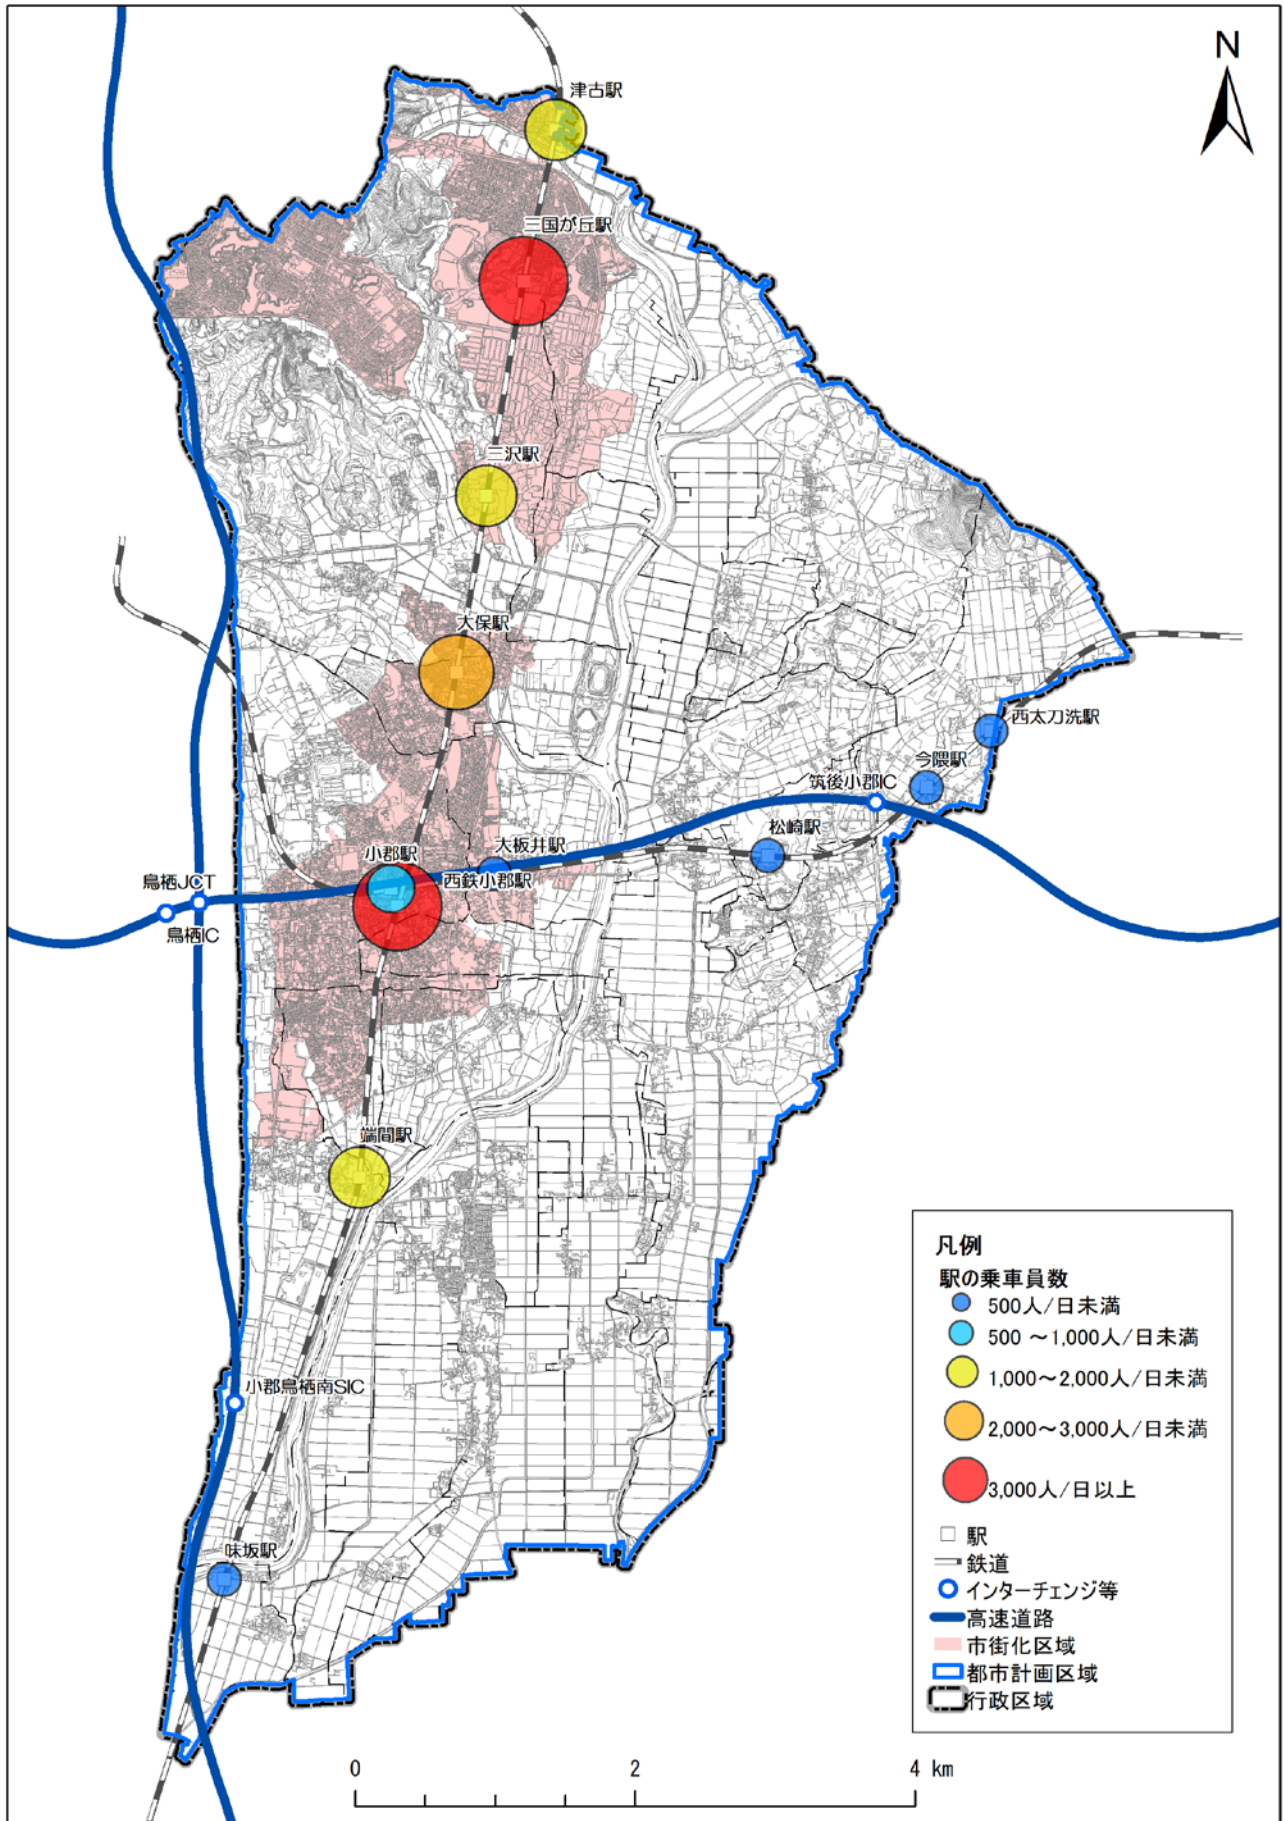 N
津古駅
三国が丘駅
三沢駅
大保駅
西太刀洗駅
今隈駅
筑後小郡IC
松崎駅
大板井駅
小郡駅
西鉄小郡駅
鳥栖JCT
鳥栖IC
端間駅
小郡鳥栖南SIC
味坂駅
凡例
駅の乗車員数
500人/日未満
500 ～1,000人/日未満
1,000～2,000人/日未満
2,000～3,000人/日未満
3,000人/日以上
駅
鉄道
インターチェンジ等
高速道路
市街化区域
都市計画区域
行政区域
0 2 4 km